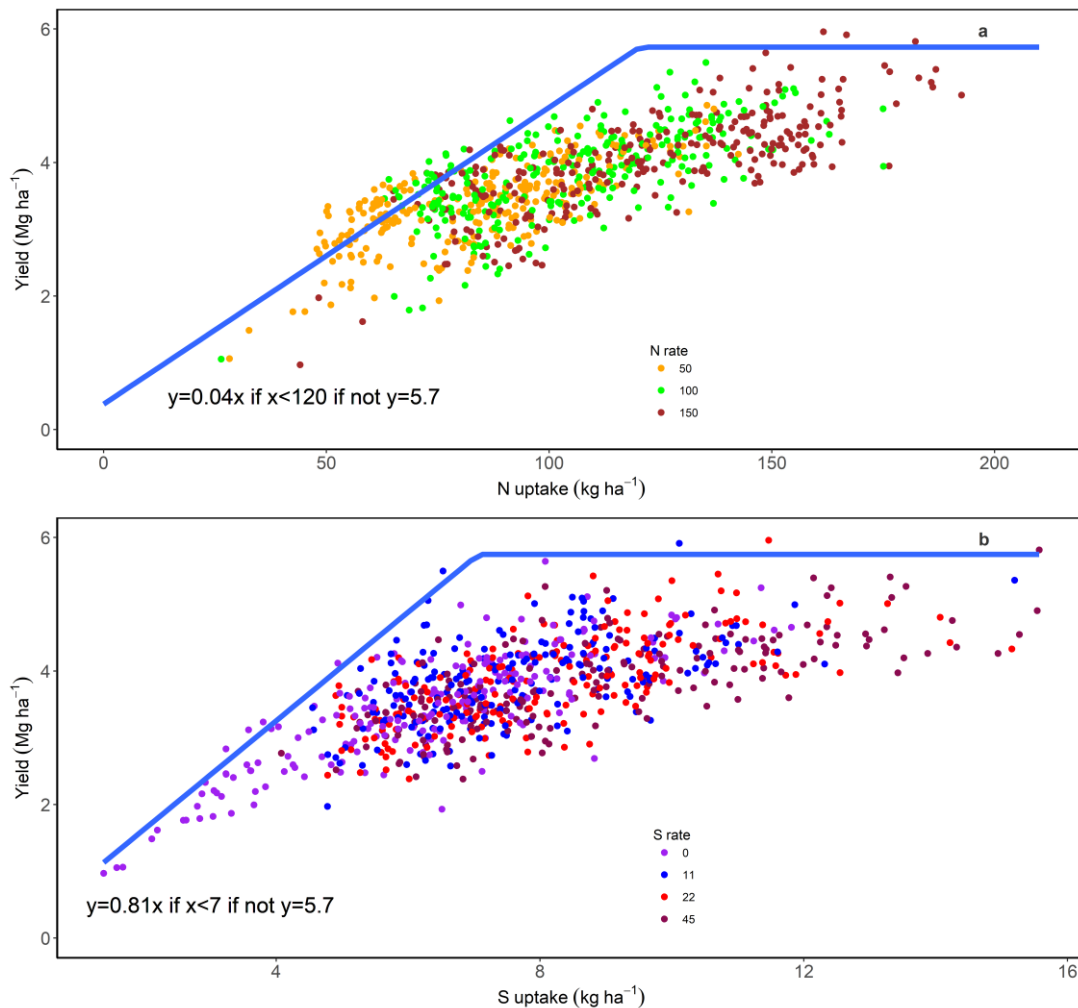 a
6
4
2
0
Yield (Mg ha⁻¹)
N rate
50
100
150
y=0.04x if x<120 if not y=5.7
0
50
100
150
200
N uptake (kg ha⁻¹)
b
6
4
2
0
Yield (Mg ha⁻¹)
S rate
0
11
22
45
y=0.81x if x<7 if not y=5.7
4
8
12
16
S uptake (kg ha⁻¹)